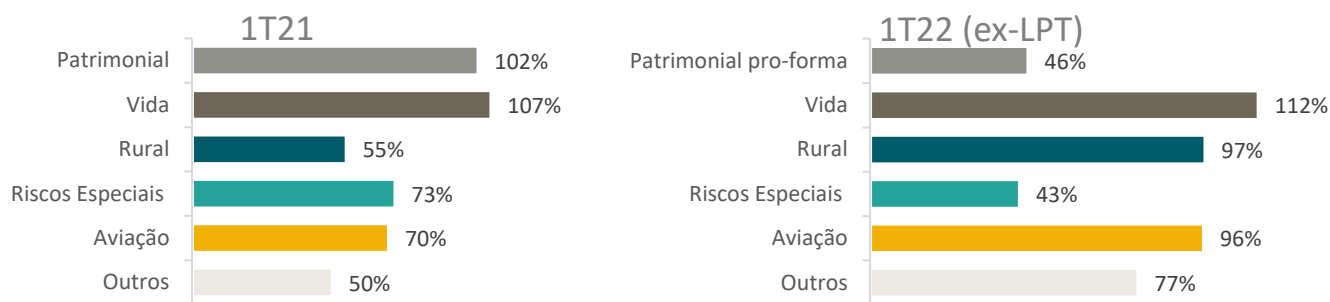 1T21
Patrimonial 102%
Vida 107%
Rural 55%
Riscos Especiais 73%
Aviação 70%
Outros 50%
1T22 (ex-LPT)
Patrimonial pro-forma 46%
Vida 112%
Rural 97%
Riscos Especiais 43%
Aviação 96%
Outros 77%